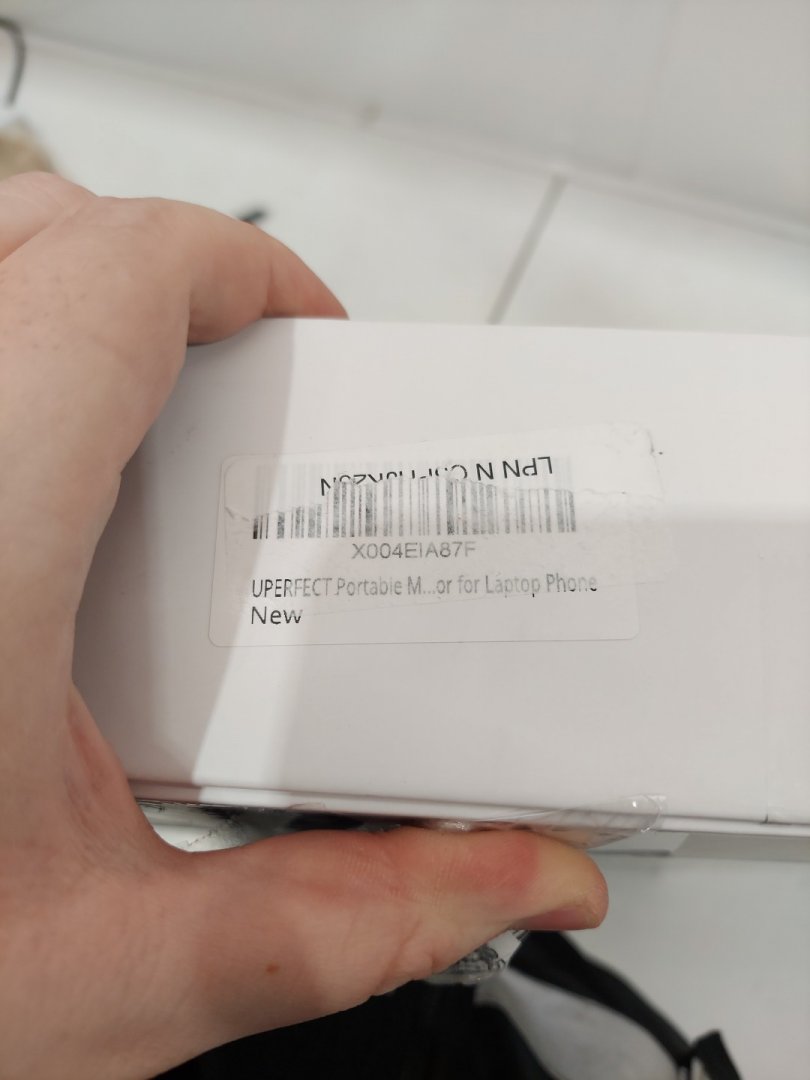 LPN N
X004EIA87F
UPERFECT Portable M...or for Laptop Phone
New